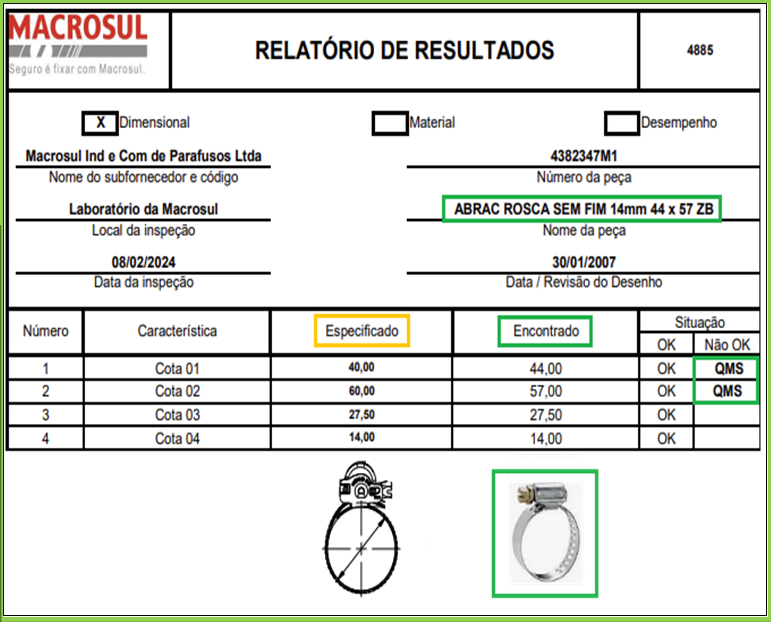 MACROSUL
Seguro é fixar com Macrosul.
RELATÓRIO DE RESULTADOS
4885
X Dimensional
Material
Desempenho
Macrosul Ind e Com de Parafusos Ltda
4382347M1
Nome do subfornecedor e código
Número da peça
Laboratório da Macrosul
ABRAC ROSCA SEM FIM 14mm 44 x 57 ZB
Local da inspeção
Nome da peça
08/02/2024
30/01/2007
Data da inspeção
Data / Revisão do Desenho
Número Característica Especificado Encontrado Situação
OK Não OK
1 Cota 01 40,00 44,00 OK QMS
2 Cota 02 60,00 57,00 OK QMS
3 Cota 03 27,50 27,50 OK
4 Cota 04 14,00 14,00 OK